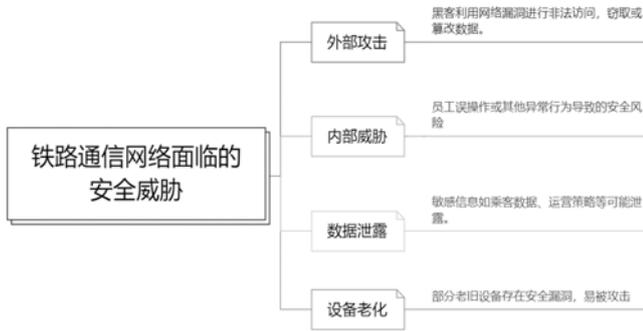 铁路通信网络面临的
安全威胁
外部攻击
黑客利用网络漏洞进行非法访问，窃取或
篡改数据。
内部威胁
员工误操作或其他异常行为导致的安全风
险
数据泄露
敏感信息如乘客数据、运营策略等可能泄
露。
设备老化
部分老旧设备存在安全漏洞，易被攻击